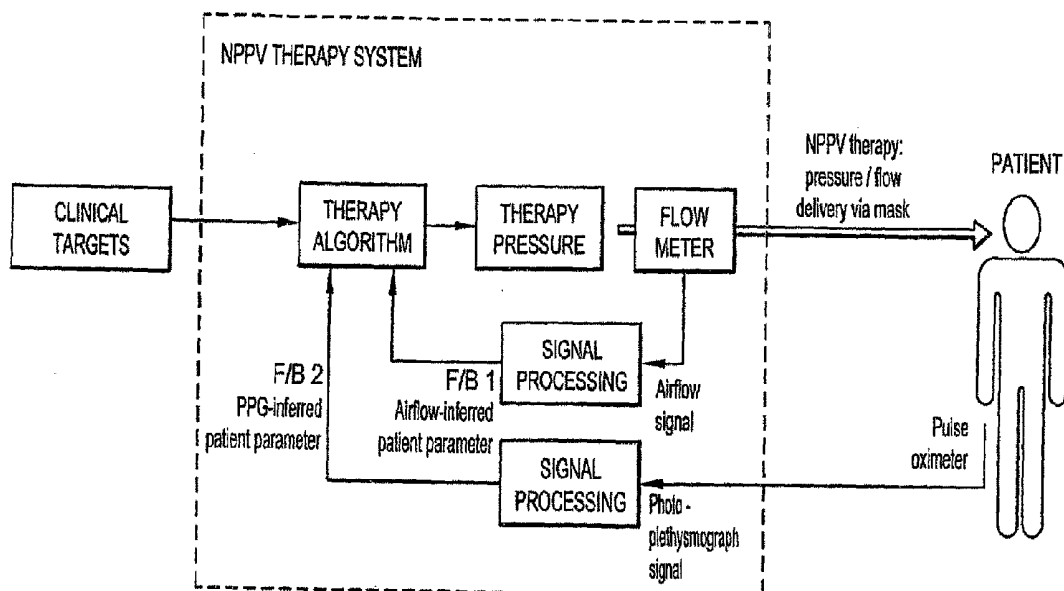 NPPV THERAPY SYSTEM
NPPV therapy:
pressure / flow
delivery via mask
PATIENT
CLINICAL
TARGETS
THERAPY
ALGORITHM
THERAPY
PRESSURE
FLOW
METER
SIGNAL
PROCESSING
Airflow
signal
F/B 1
Airflow-inferred
patient parameter
F/B 2
PPG-inferred
patient parameter
SIGNAL
PROCESSING
Photo -
plethysmograph
signal
Pulse
oximeter